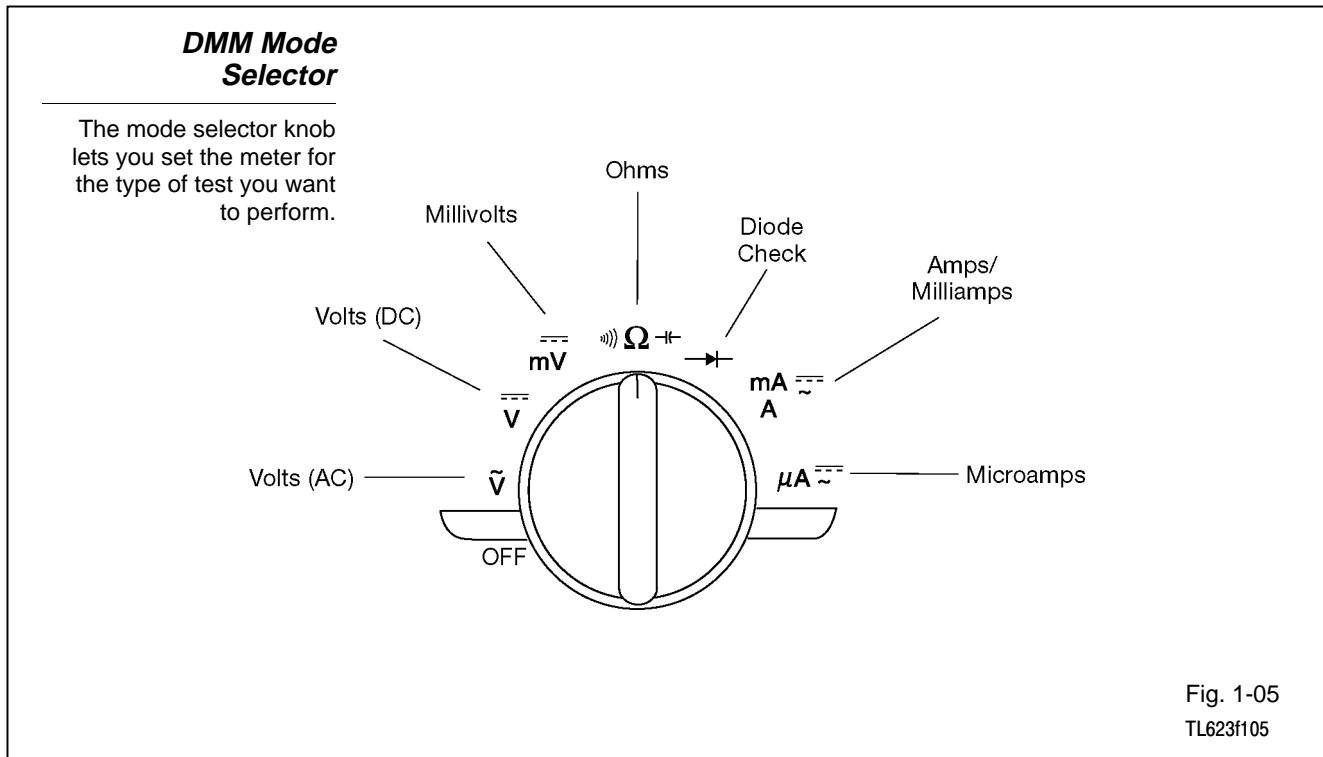 DMM Mode
Selector
The mode selector knob
lets you set the meter for
the type of test you want
to perform.
Ohms
Millivolts
Diode
Check
Amps/
Milliamps
Volts (DC)
mV
Ω
mA
A
V
Volts (AC)
V
µA
Microamps
OFF
Fig. 1-05
TL623f105